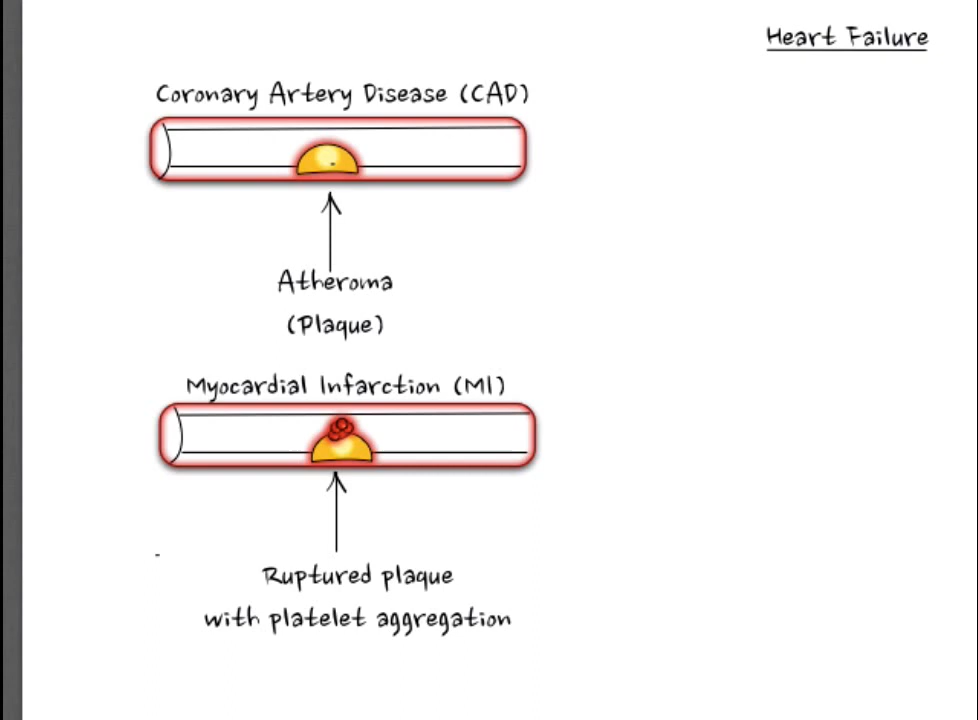 Heart Failure
Coronary Artery Disease (CAD)
Atheroma
(Plaque)
Myocardial Infarction (MI)
Ruptured plaque
with platelet aggregation